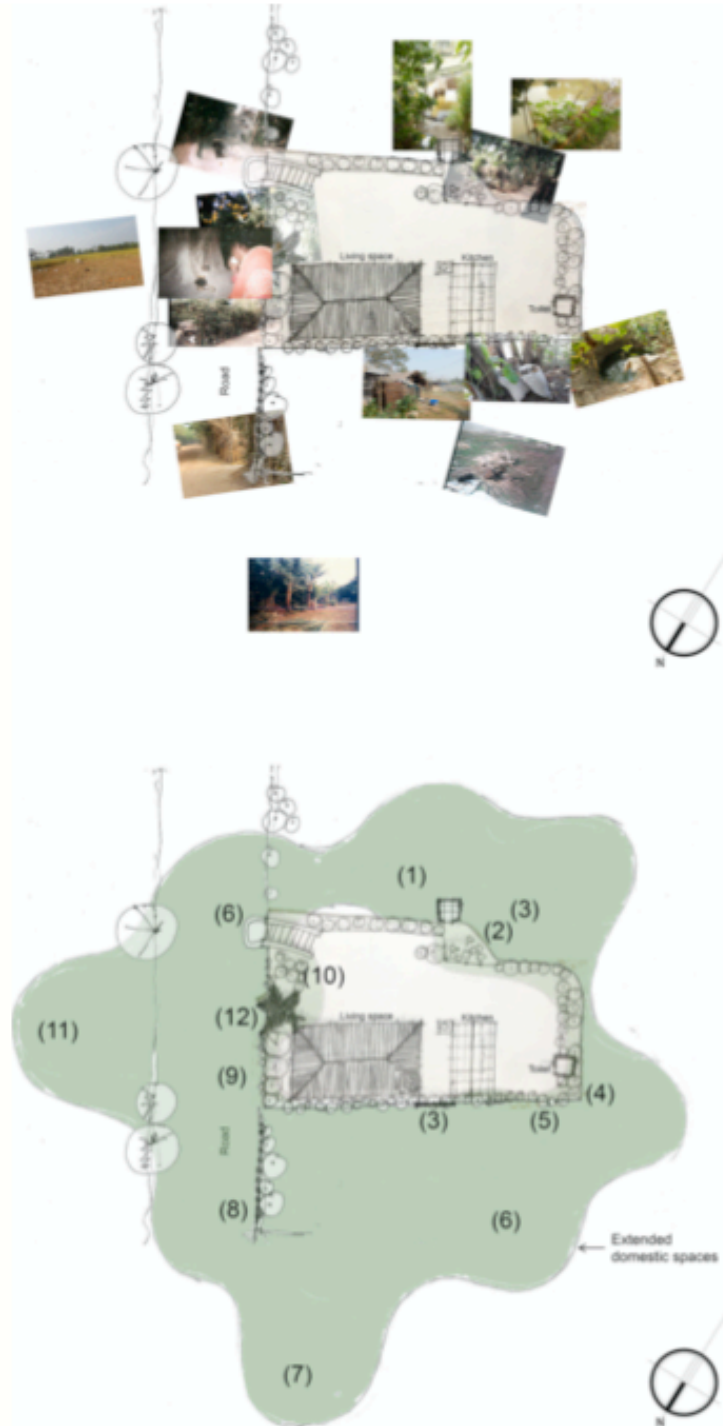 Living space
Kitchen
Toilet
Road
N
(1)
(6)
(3)
(2)
(10)
(12)
Living space
Kitchen
(11)
Toilet
(9)
(4)
(3)
(5)
Road
(8)
(6)
Extended
domestic spaces
(7)
N